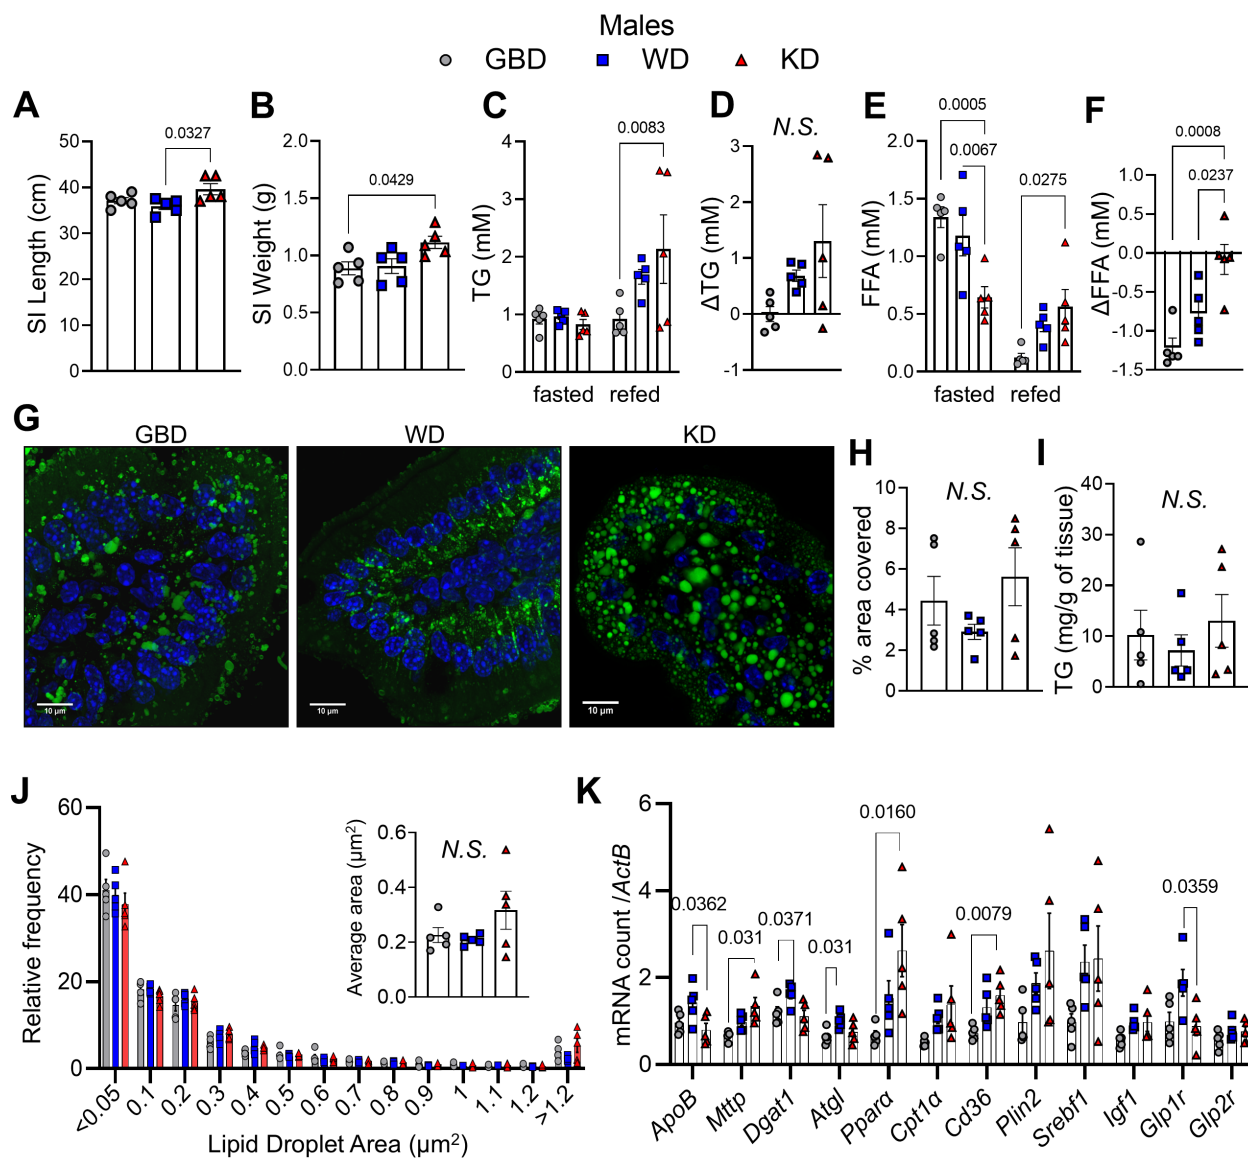 Males
GBD WD KD
A
SI Length (cm)
50
40
30
20
10
0
0.0327
B
SI Weight (g)
2.0
1.5
1.0
0.5
0.0
0.0429
C
TG (mM)
4
3
2
1
0
0.0083
fasted refed
D
ΔTG (mM)
3
2
1
0
-1
N.S.
E
FFA (mM)
2.0
1.5
1.0
0.5
0.0
0.0005
0.0067
0.0275
fasted refed
F
ΔFFA (mM)
1.0
0.5
0.0
-0.5
-1.0
-1.5
0.0008
0.0237
G
GBD WD KD
10 µm
10 µm
10 µm
H
% area covered
10
8
6
4
2
0
N.S.
I
TG (mg/g of tissue)
40
30
20
10
0
N.S.
J
Relative frequency
60
40
20
0
<0.05 0.1 0.2 0.3 0.4 0.5 0.6 0.7 0.8 0.9 1 1.1 1.2 >1.2
Lipid Droplet Area (µm²)
Average area (µm²)
0.6
0.4
0.2
0.0
N.S.
K
mRNA count /ActB
6
4
2
0
0.0362
0.031
0.0371
0.031
0.0160
0.0079
0.0359
ApoB Mttp Dgat1 Atgl Pparα Cpt1α Cd36 Plin2 Srebf1 Igf1 Glp1r Glp2r